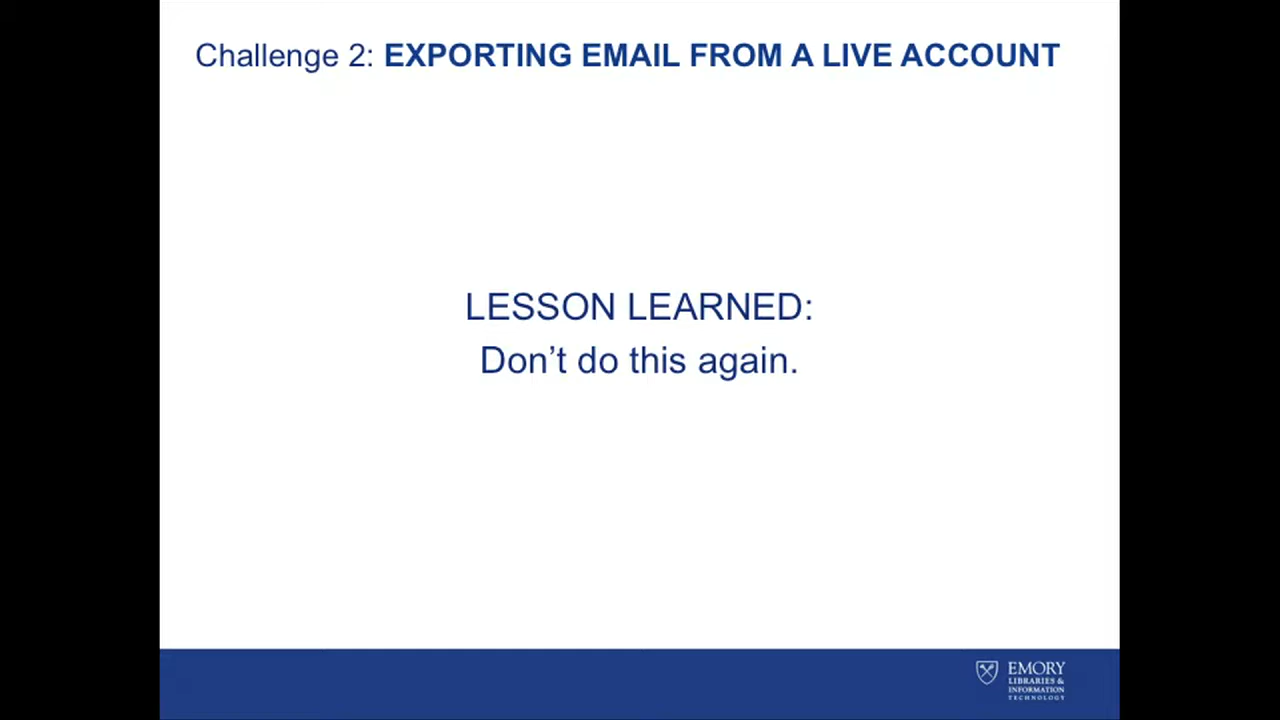 Challenge 2: EXPORTING EMAIL FROM A LIVE ACCOUNT
LESSON LEARNED:
Don’t do this again.
EMORY
LIBRARIES &
INFORMATION
TECHNOLOGY